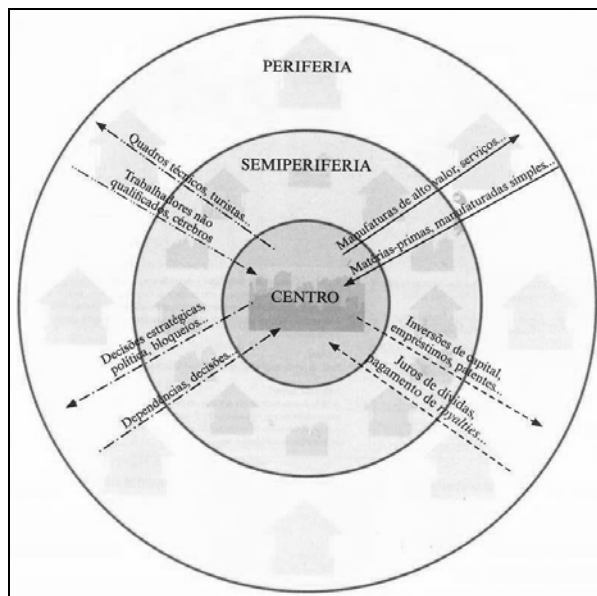 PERIFERIA
SEMIPERIFERIA
CENTRO
Quadros técnicos, turistas...
Trabalhadores não
qualificados, cérebros
Manufaturas de alto valor, serviços...
Matérias-primas, manufaturadas simples...
Decisões estratégicas,
política, bloqueios...
Dependências, decisões...
Inversões de capital,
empréstimos, patentes...
Juros de dívidas,
pagamento de royalties...